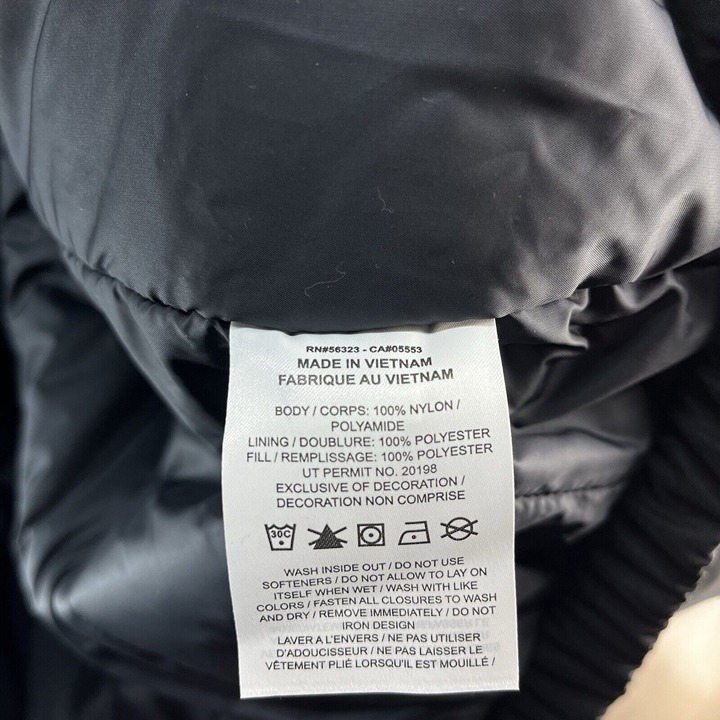 RN#56323 - CA#05553
MADE IN VIETNAM
FABRIQUE AU VIETNAM
BODY / CORPS: 100% NYLON /
POLYAMIDE
LINING / DOUBLURE: 100% POLYESTER
FILL / REMPLISSAGE: 100% POLYESTER
UT PERMIT NO. 20198
EXCLUSIVE OF DECORATION /
DECORATION NON COMPRISE
30C
WASH INSIDE OUT / DO NOT USE
SOFTENERS / DO NOT ALLOW TO LAY ON
ITSELF WHEN WET / WASH WITH LIKE
COLORS / FASTEN ALL CLOSURES TO WASH
AND DRY / REMOVE IMMEDIATELY / DO NOT
IRON DESIGN
LAVER A L'ENVERS / NE PAS UTILISER
D'ADOUCISSEUR / NE PAS LAISSER LE
VÊTEMENT PLIÉ LORSQU'IL EST MOUILLÉ /